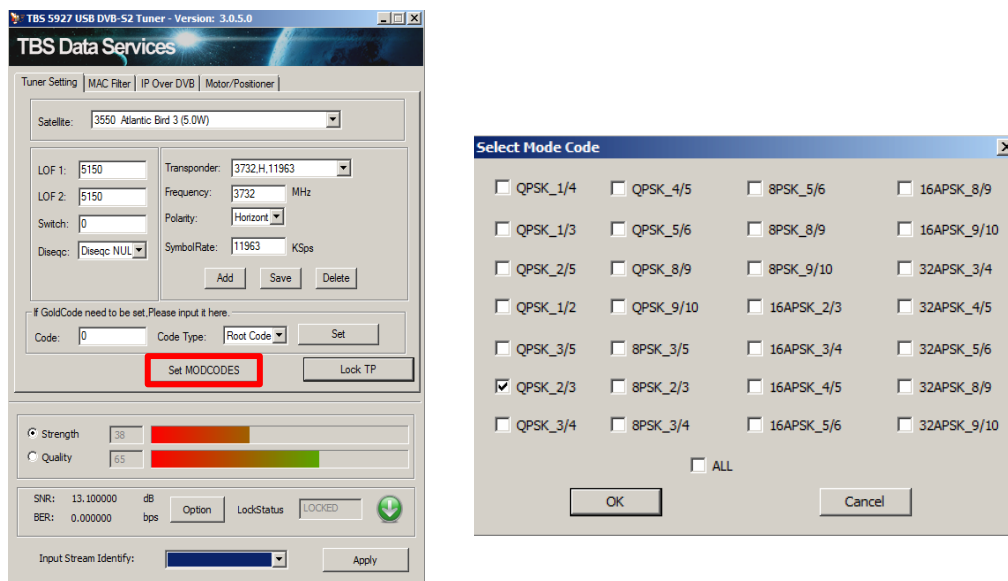 TBS 5927 USB DVB-S2 Tuner - Version: 3.0.5.0
TBS Data Services
Tuner Setting MAC Filter IP Over DVB Motor/Positioner
Satellite: 3550 Atlantic Bird 3 (5.0W)
LOF 1: 5150
LOF 2: 5150
Switch: 0
Diseqc: Diseqc NUL
Transponder: 3732,H,11963
Frequency: 3732 MHz
Polarity: Horizont
SymbolRate: 11963 KSps
Add Save Delete
If GoldCode need to be set,Please input it here.
Code: 0 Code Type: Root Code Set
Set MODCODES Lock TP
Strength 38
Quality 65
SNR: 13.100000 dB
BER: 0.000000 bps
Option LockStatus LOCKED
Input Stream Identify: Apply
Select Mode Code
QPSK_1/4 QPSK_4/5 8PSK_5/6 16APSK_8/9
QPSK_1/3 QPSK_5/6 8PSK_8/9 16APSK_9/10
QPSK_2/5 QPSK_8/9 8PSK_9/10 32APSK_3/4
QPSK_1/2 QPSK_9/10 16APSK_2/3 32APSK_4/5
QPSK_3/5 8PSK_3/5 16APSK_3/4 32APSK_5/6
QPSK_2/3 8PSK_2/3 16APSK_4/5 32APSK_8/9
QPSK_3/4 8PSK_3/4 16APSK_5/6 32APSK_9/10
ALL
OK Cancel